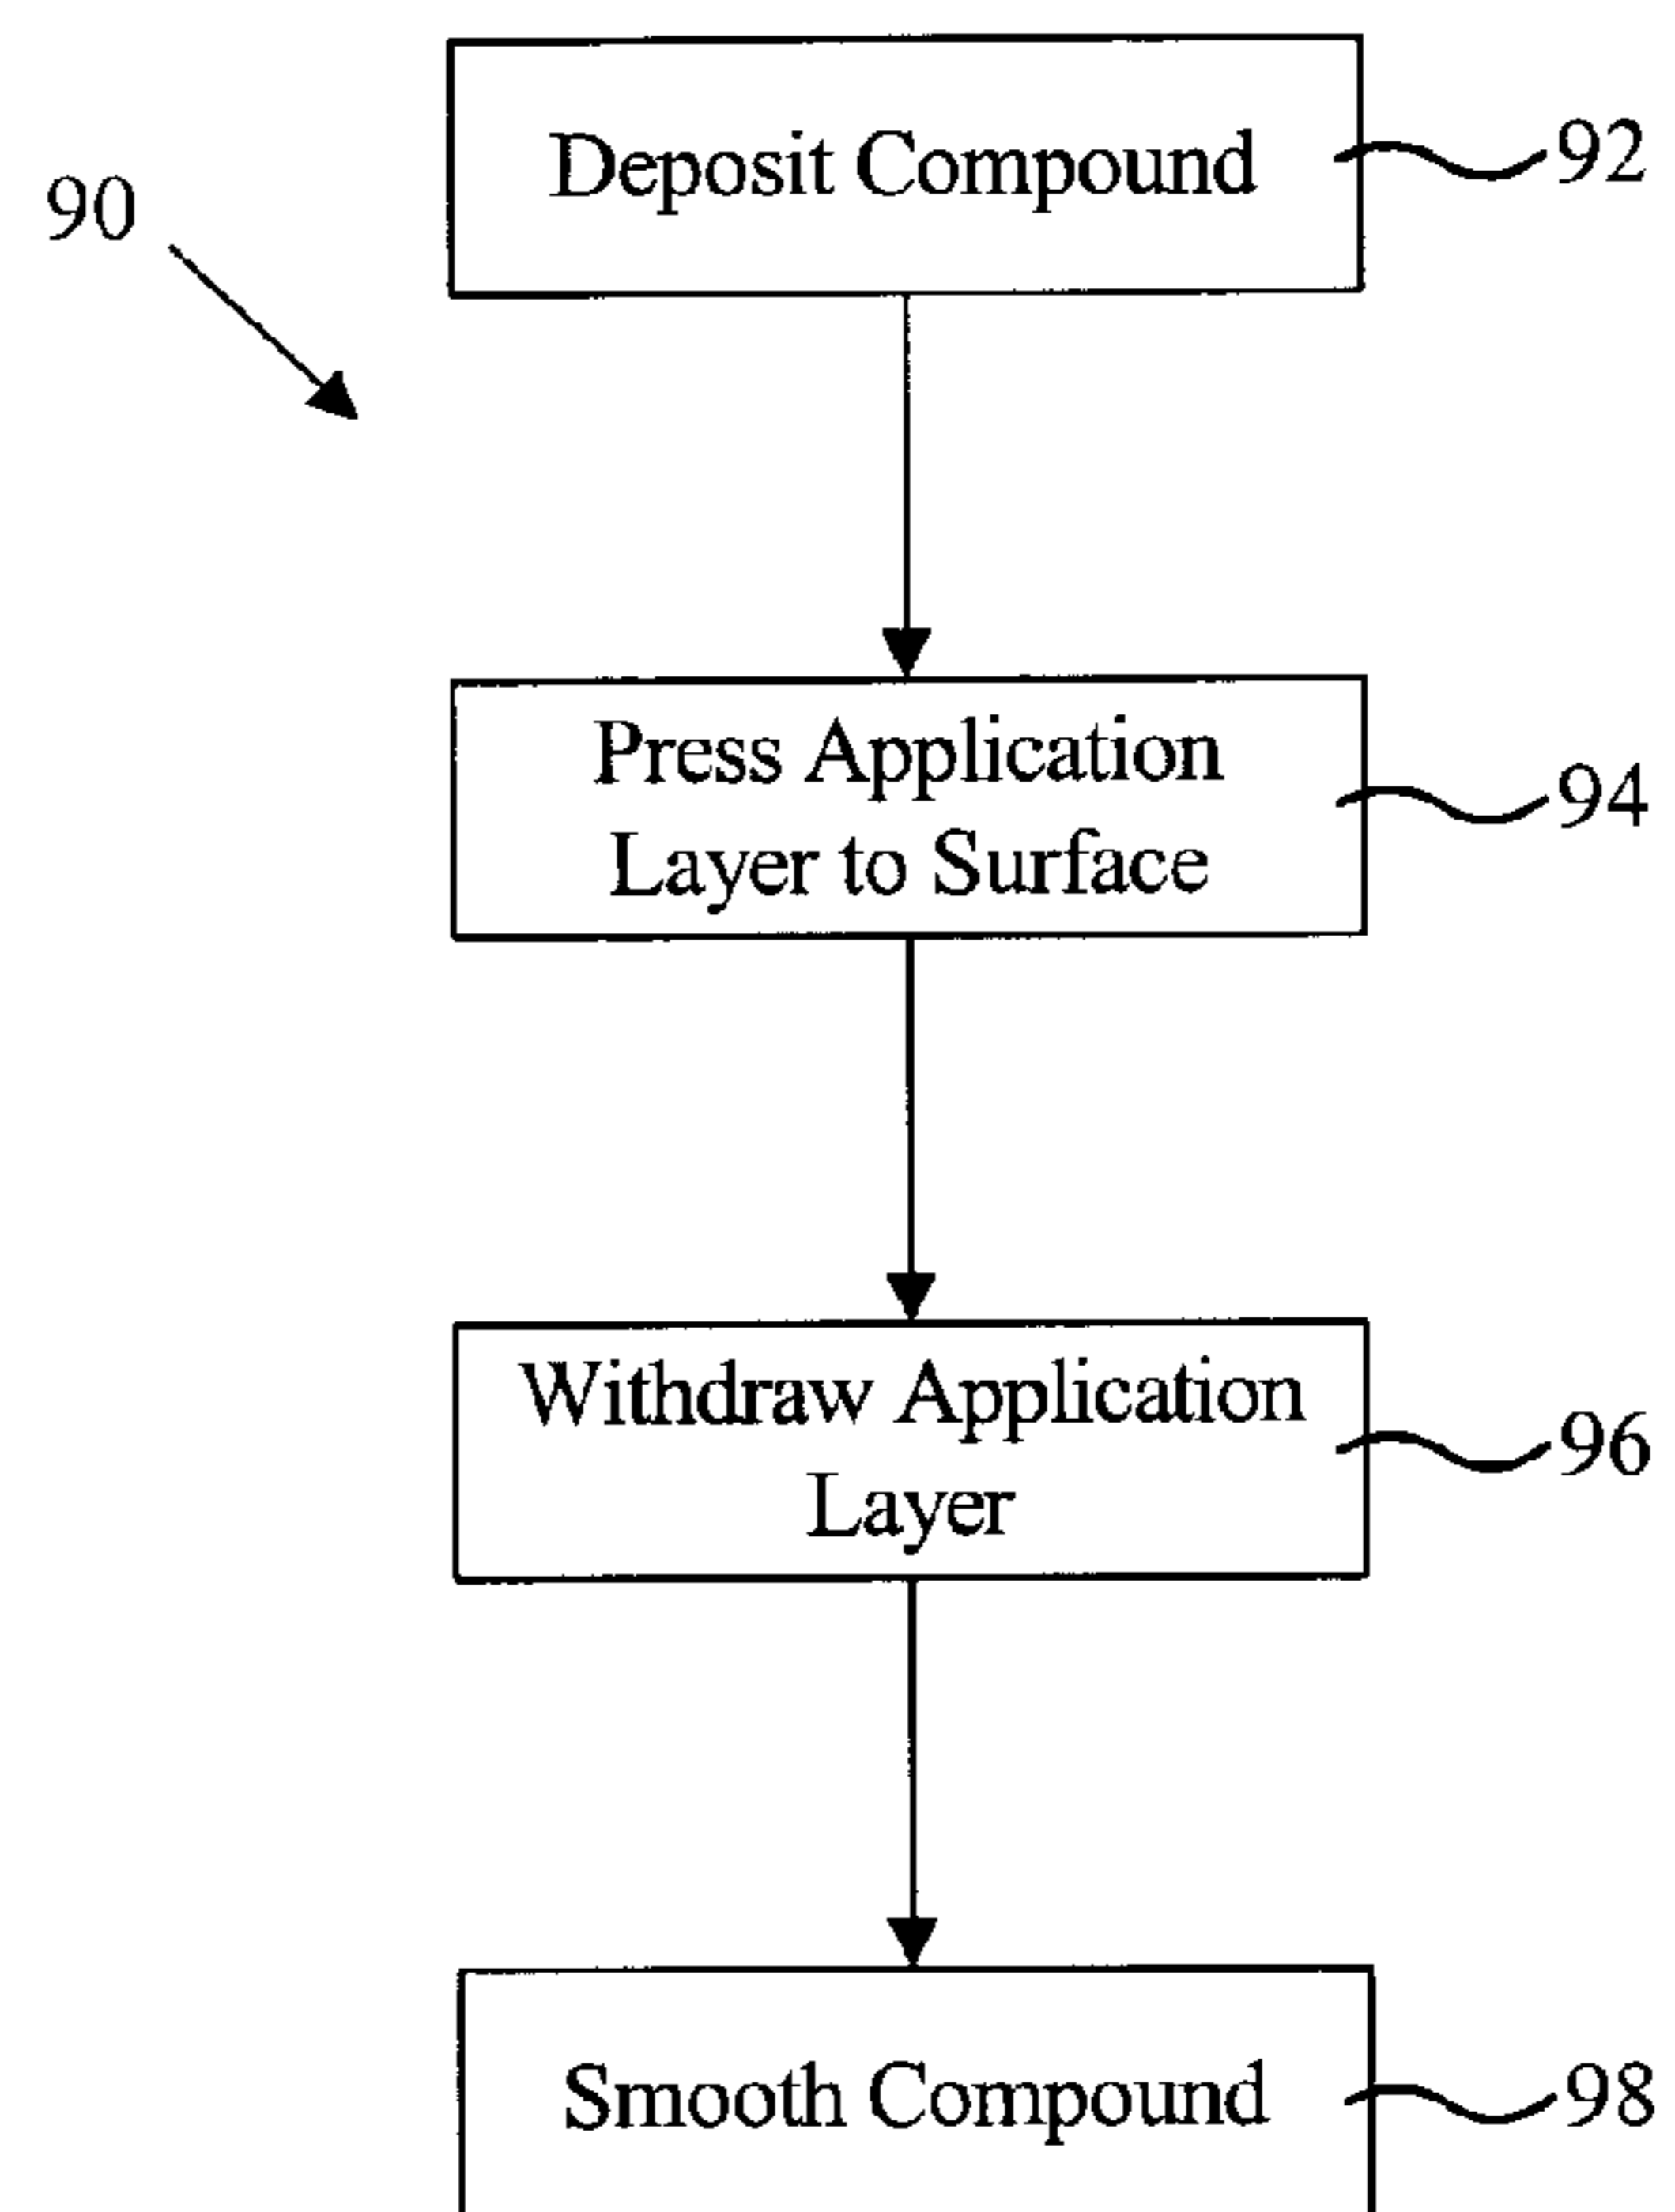 Deposit Compound
92
90
Press Application
Layer to Surface
94
Withdraw Application
Layer
96
Smooth Compound
98